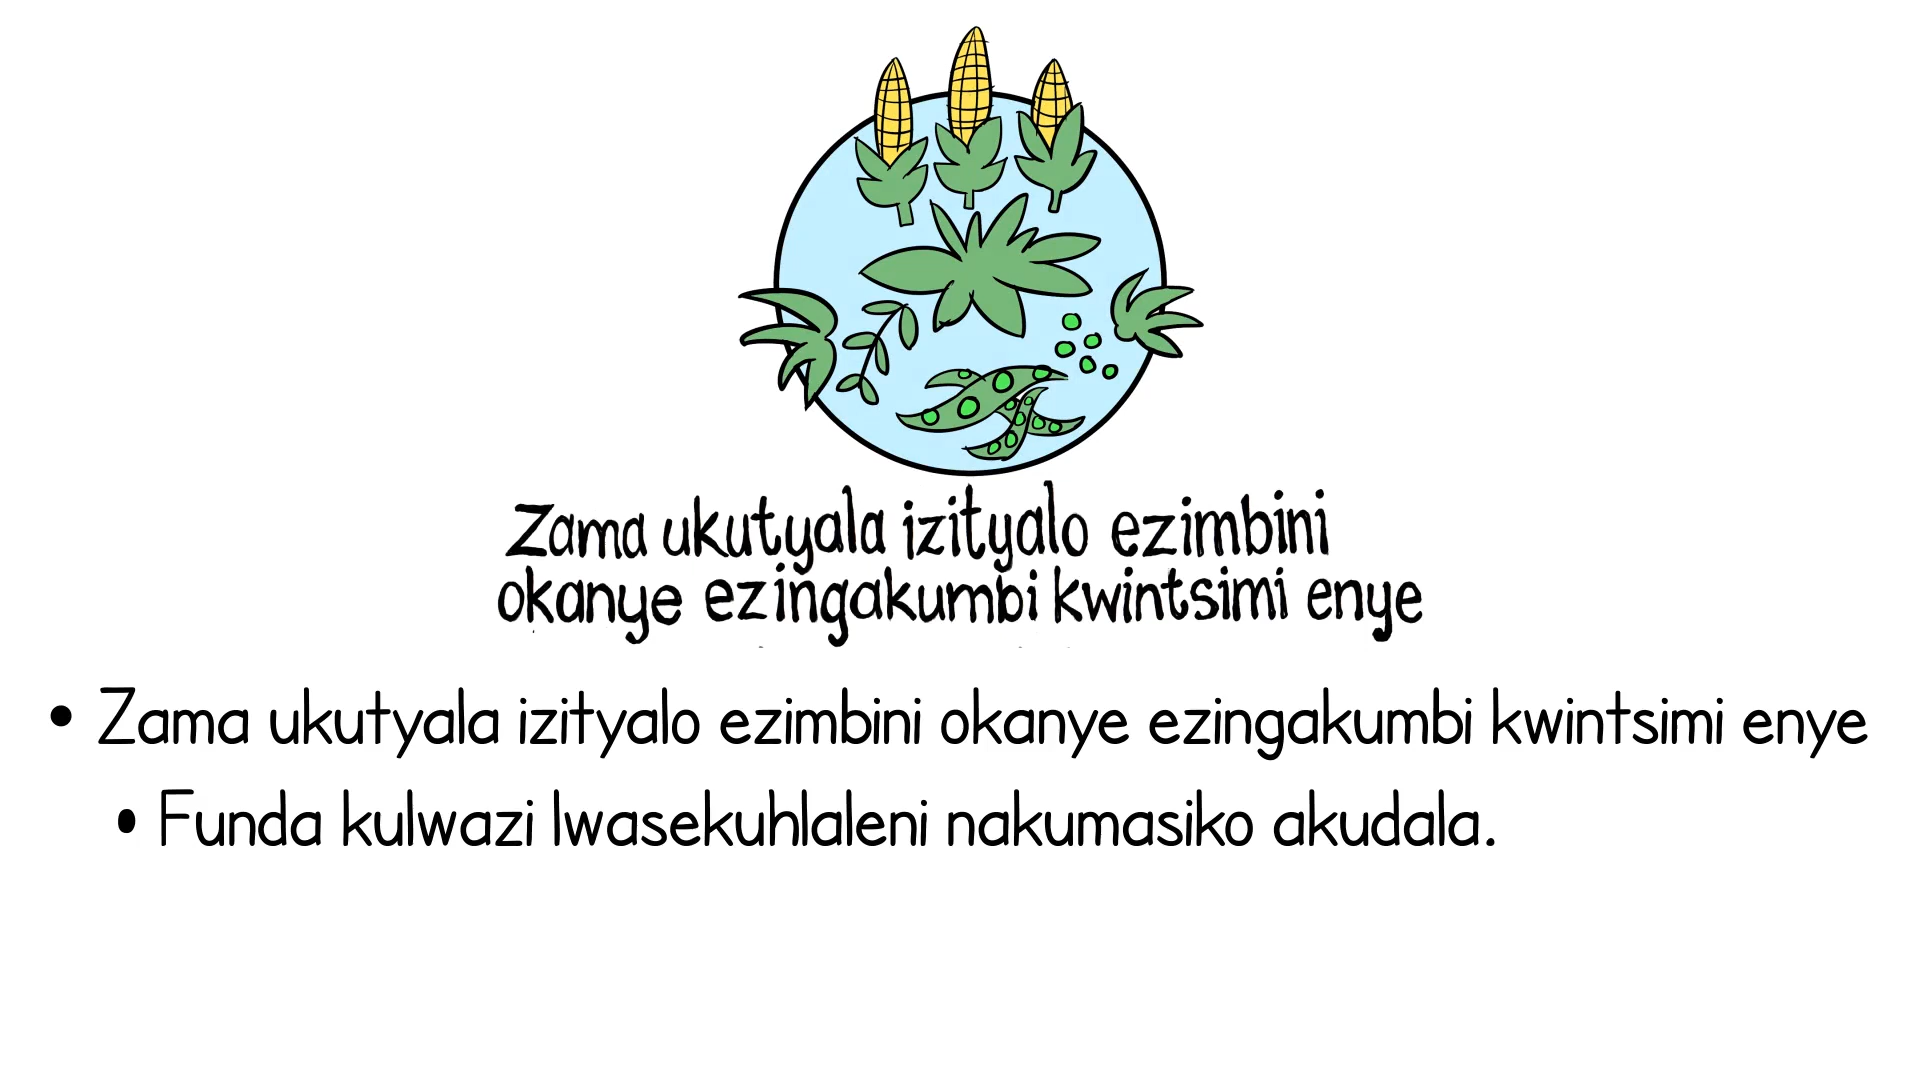 Zama ukutyala izityalo ezimbini
okanye ezingakumbi kwintsimi enye
• Zama ukutyala izityalo ezimbini okanye ezingakumbi kwintsimi enye
• Funda kulwazi lwasekuhlaleni nakumasiko akudala.